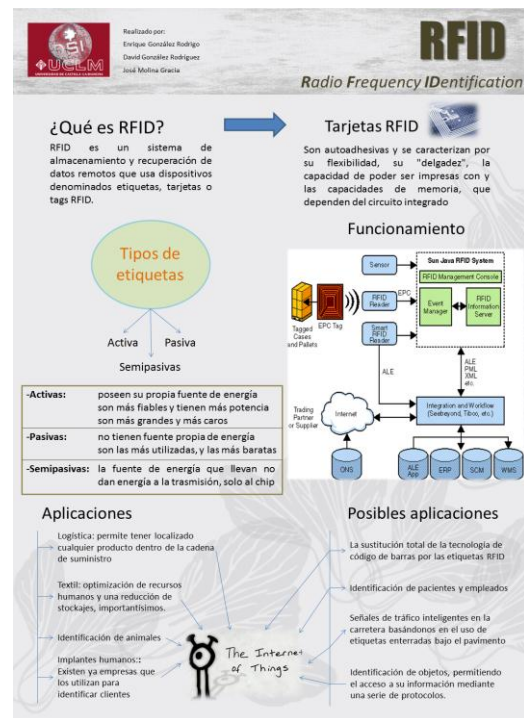 ESI
UCLM
UNIVERSIDAD DE CASTILLA-LA MANCHA
Realizado por:
Enrique González Rodrigo
David González Rodríguez
José Molina Gracia
RFID
Radio Frequency IDentification
¿Qué es RFID?
RFID es un sistema de
almacenamiento y recuperación de
datos remotos que usa dispositivos
denominados etiquetas, tarjetas o
tags RFID.
Tarjetas RFID
Son autoadhesivas y se caracterizan por
su flexibilidad, su "delgadez", la
capacidad de poder ser impresas con y
las capacidades de memoria, que
dependen del circuito integrado
Tipos de
etiquetas
Activa
Pasiva
Semipasivas
-Activas: poseen su propia fuente de energía
son más fiables y tienen más potencia
son más grandes y más caros
-Pasivas: no tienen fuente propia de energía
son las más utilizadas, y las más baratas
-Semipasivas: la fuente de energía que llevan no
dan energía a la trasmisión, solo al chip
Funcionamiento
Sensor
Sun Java RFID System
RFID Management Console
RFID
Reader
EPC
Event
Manager
RFID
Information
Server
Tagged
Cases
and Pallets
EPC Tag
Smart
RFID
Reader
ALE
ALE
PML
XML
etc.
Trading
Partner
or Supplier
Internet
Integration and Workflow
(Seebeyond, Tibco, etc.)
ONS
ALE
App
ERP
SCM
WMS
Aplicaciones
Logística: permite tener localizado
cualquier producto dentro de la cadena
de suministro
Textil: optimización de recursos
humanos y una reducción de
stockajes, importantísimos.
Identificación de animales
Implantes humanos::
Existen ya empresas que
los utilizan para
identificar clientes
The Internet
of Things
Posibles aplicaciones
La sustitución total de la tecnología de
código de barras por las etiquetas RFID
Identificación de pacientes y empleados
Señales de tráfico inteligentes en la
carretera basándonos en el uso de
etiquetas enterradas bajo el pavimento
Identificación de objetos, permitiendo
el acceso a su información mediante
una serie de protocolos.